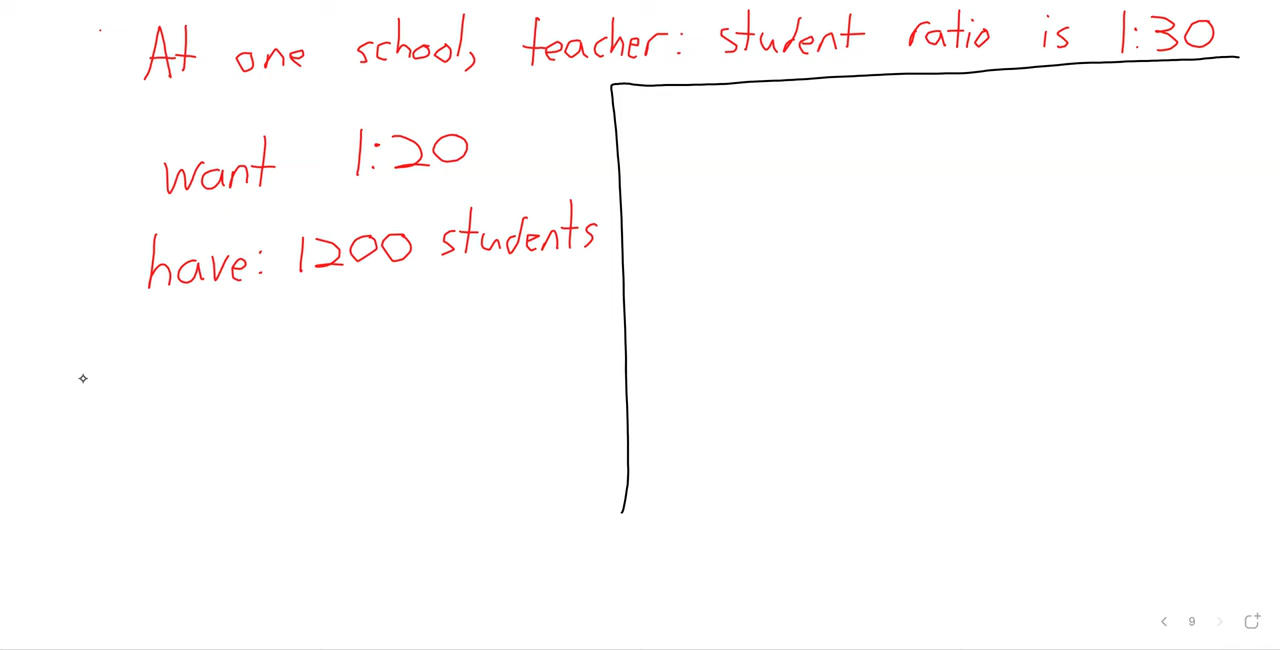 At one school, teacher: student ratio is 1:30
want 1:20
have: 1200 students
9